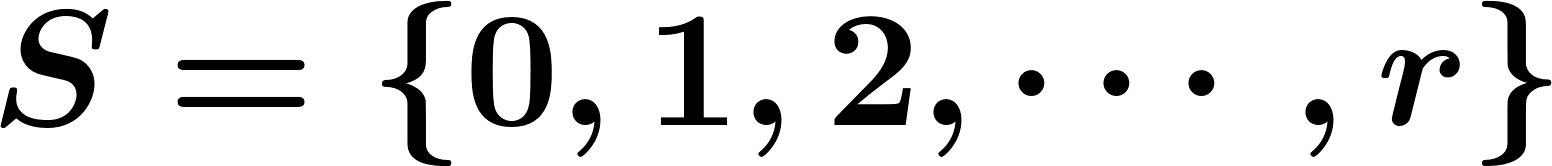 S = {0, 1, 2, ··· , r}